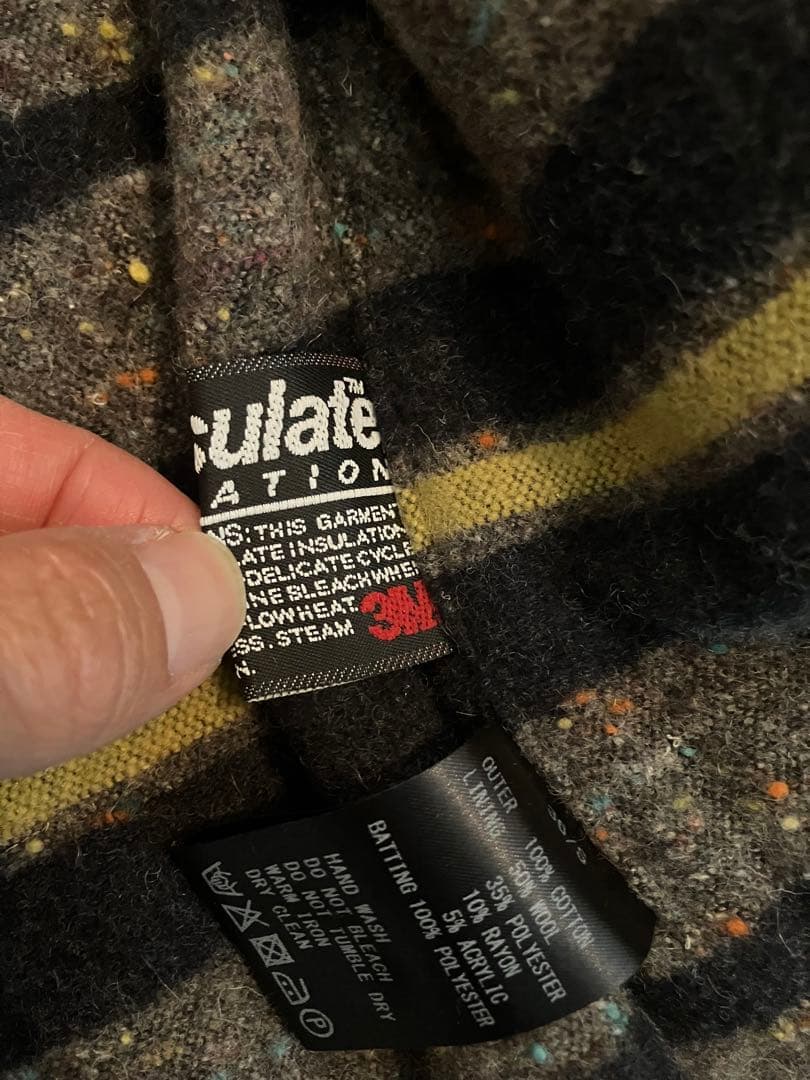 culate™
ATION
NS: THIS GARMENT
ATE INSULATION
DELICATE CYCLE
NE BLEACH WHE
LOW HEAT.
SS. STEAM
N.
3M
OUTER 100% COTTON
LINING 50% WOOL
35% POLYESTER
10% RAYON
5% ACRYLIC
BATTING 100% POLYESTER
HAND WASH
DO NOT BLEACH
DO NOT TUMBLE DRY
WARM IRON
DRY CLEAN
P